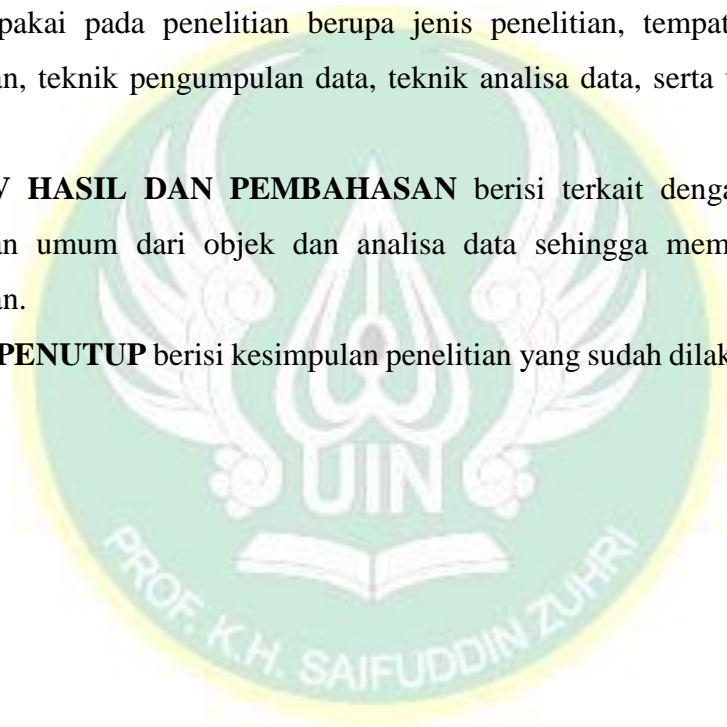 pakai pada penelitian berupa jenis penelitian, tempat
an, teknik pengumpulan data, teknik analisa data, serta
V HASIL DAN PEMBAHASAN berisi terkait denga
an umum dari objek dan analisa data sehingga mem
an.
PENUTUP berisi kesimpulan penelitian yang sudah dilak
UIN
PROF. K.H. SAIFUDDIN ZUHRI